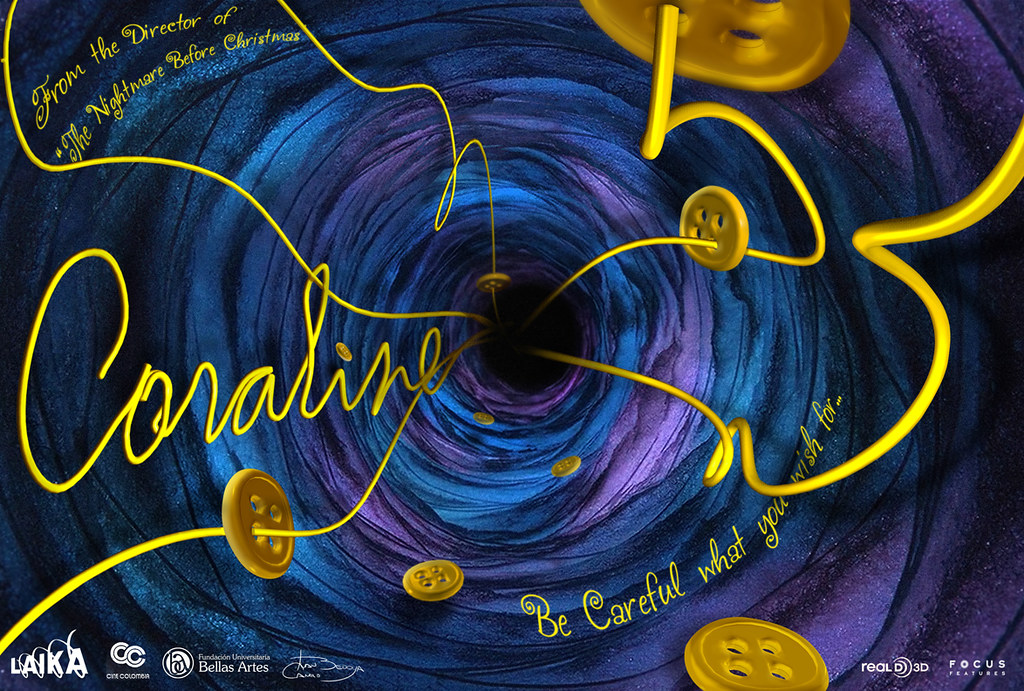 From the Director of
"The Nightmare Before Christmas
Coraline
Be Careful what you wish for...
LAIKA
CC
CINE COLOMBIA
Fundación Universitaria
Bellas Artes
REAL D 3D
FOCUS
FEATURES